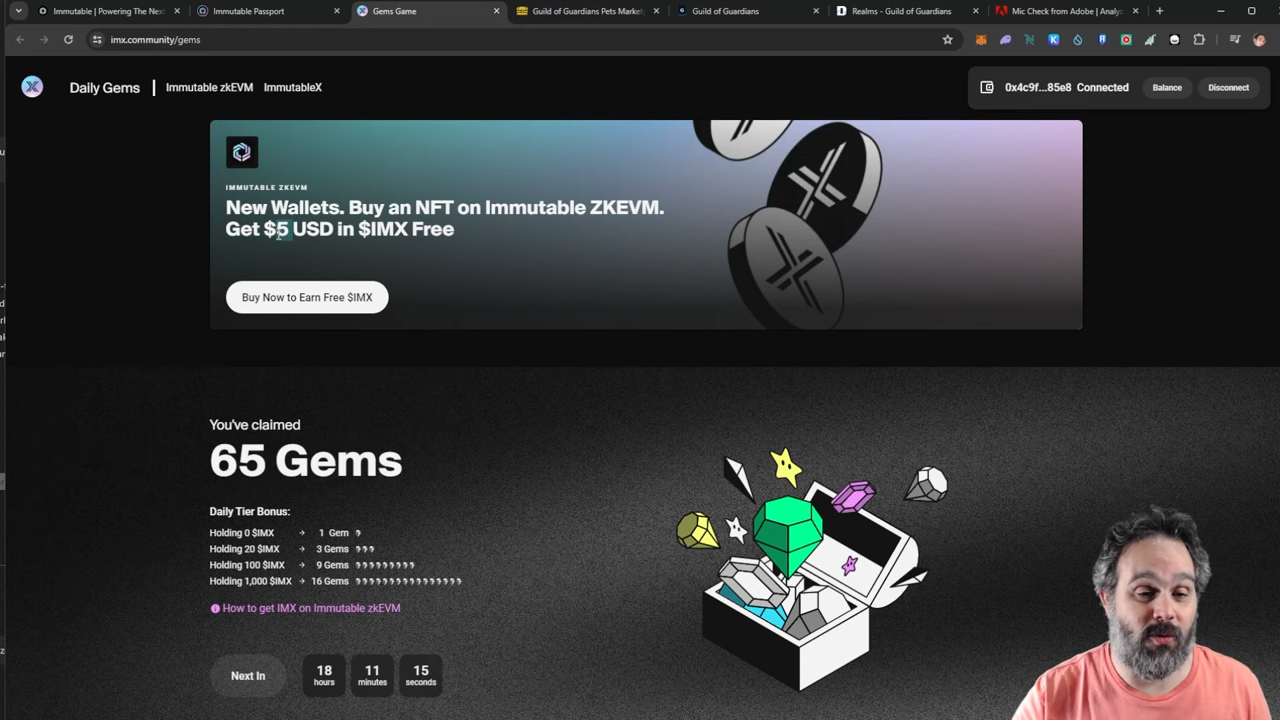 Immutable | Powering The Next
Immutable Passport
Gems Game
Guild of Guardians Pets Market
Guild of Guardians
Realms - Guild of Guardians
Mic Check from Adobe | Analyz
imx.community/gems
Daily Gems
Immutable zkEVM
ImmutableX
0x4c9f...85e8 Connected
Balance
Disconnect
IMMUTABLE ZKEVM
New Wallets. Buy an NFT on Immutable ZKEVM.
Get $5 USD in $IMX Free
Buy Now to Earn Free $IMX
You've claimed
65 Gems
Daily Tier Bonus:
Holding 0 $IMX → 1 Gem
Holding 20 $IMX → 3 Gems
Holding 100 $IMX → 9 Gems
Holding 1,000 $IMX → 16 Gems
How to get IMX on Immutable zkEVM
Next In
18 11 15
hours minutes seconds